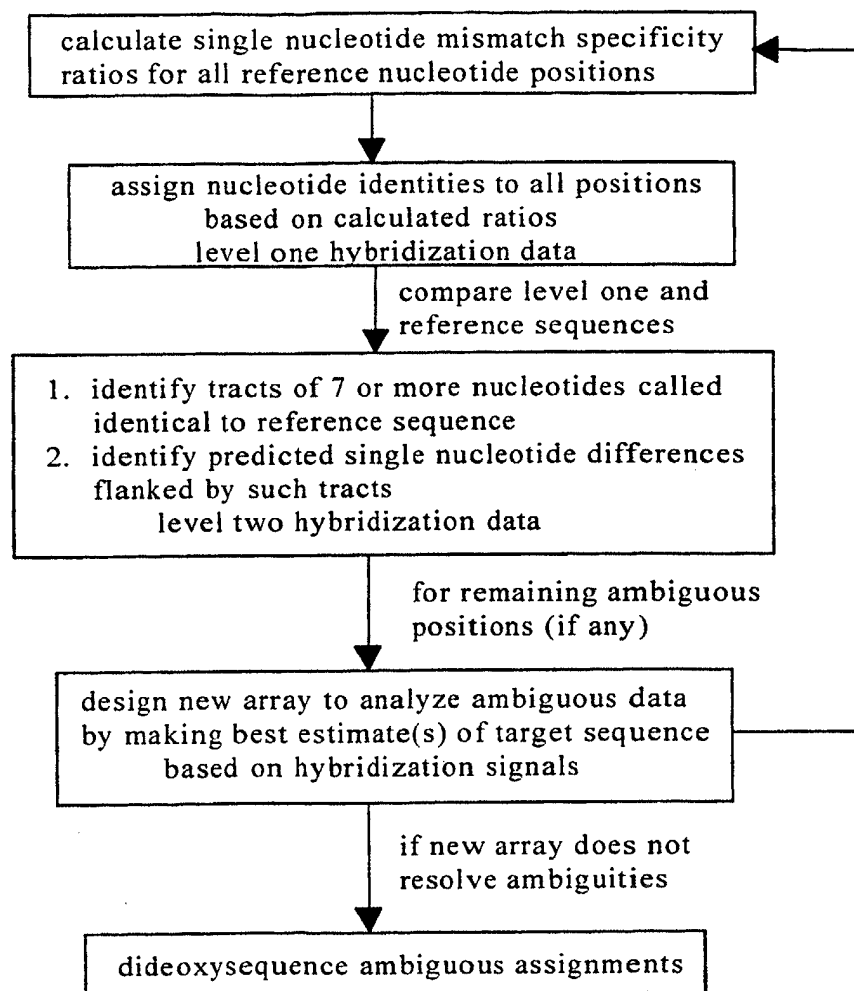 calculate single nucleotide mismatch specificity
ratios for all reference nucleotide positions
assign nucleotide identities to all positions
based on calculated ratios
level one hybridization data
compare level one and
reference sequences
1. identify tracts of 7 or more nucleotides called
identical to reference sequence
2. identify predicted single nucleotide differences
flanked by such tracts
level two hybridization data
for remaining ambiguous
positions (if any)
design new array to analyze ambiguous data
by making best estimate(s) of target sequence
based on hybridization signals
if new array does not
resolve ambiguities
dideoxysequence ambiguous assignments